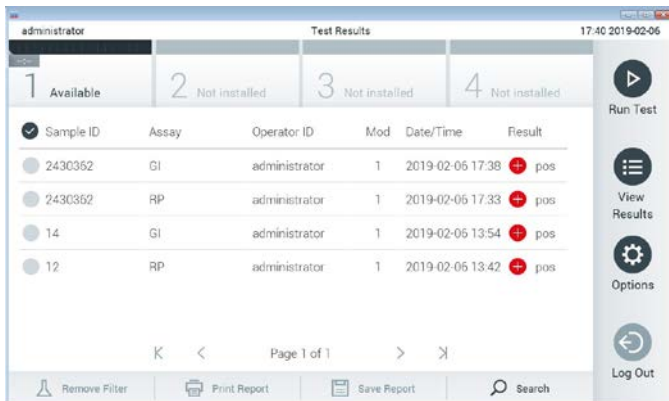 administrator Test Results 17:40 2019-02-06
1 Available 2 Not installed 3 Not installed 4 Not installed
Run Test
Sample ID Assay Operator ID Mod Date/Time Result
2430362 GI administrator 1 2019-02-06 17:38 pos
2430362 RP administrator 1 2019-02-06 17.33 pos
View
Results
14 GI administrator 1 2019-02-06 13:54 pos
12 RP administrator 1 2019-02-06 13:42 pos
Options
Page 1 of 1
Log Out
Remove Filter Print Report Save Report Search